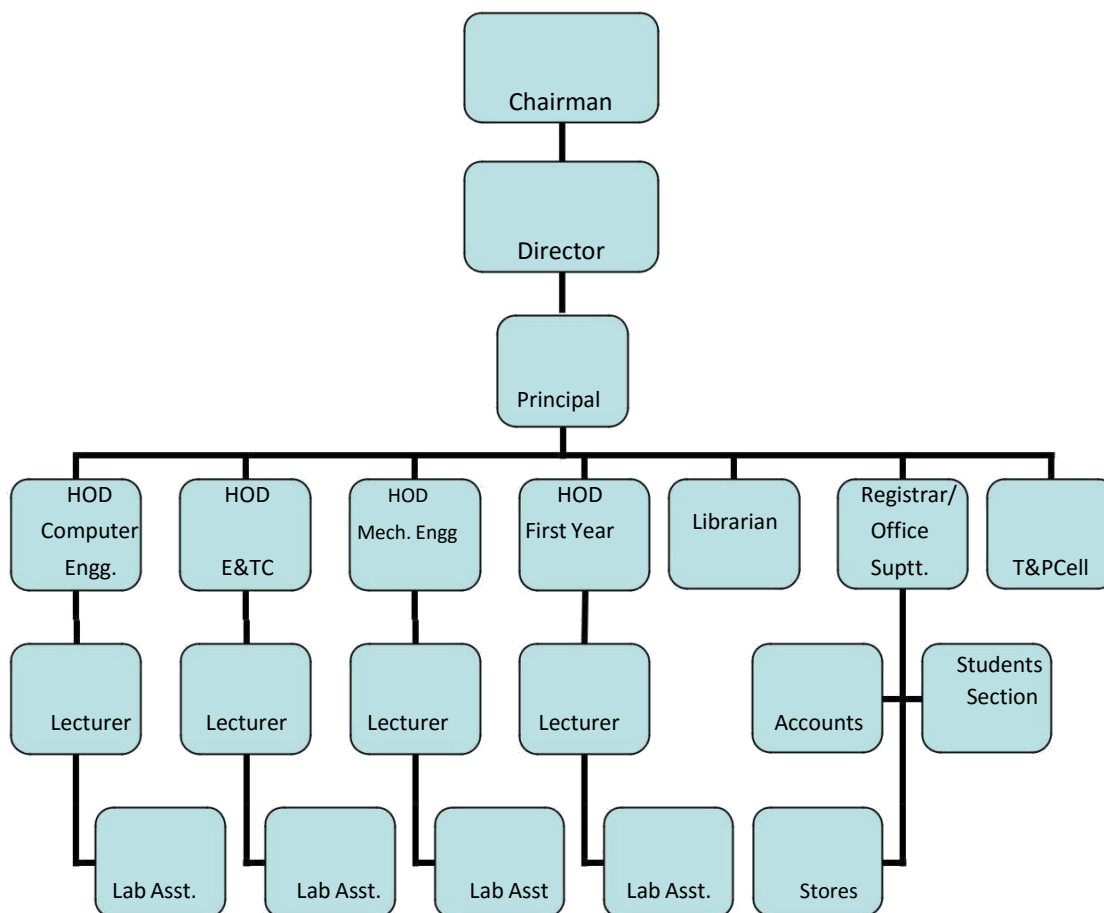 Chairman
Director
Principal
HOD
Computer
Engg.
HOD
E&TC
HOD
Mech. Engg
HOD
First Year
Librarian
Registrar/
Office
Suptt.
T&PCell
Lecturer
Lecturer
Lecturer
Lecturer
Accounts
Students
Section
Lab Asst.
Lab Asst.
Lab Asst
Lab Asst.
Stores